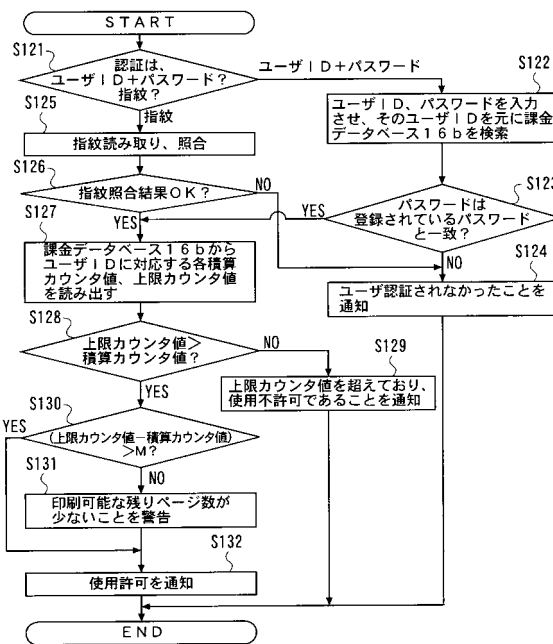 START
S121
認証は、
ユーザID+パスワード?
指紋?
ユーザID+パスワード
指紋
S122
ユーザID、パスワードを入力
させ、そのユーザIDを元に課金
データベース16bを検索
S125
指紋読み取り、照合
S126
指紋照合結果OK?
NO
YES
S123
パスワードは
登録されているパスワード
と一致?
YES
NO
S127
課金データベース16bから
ユーザIDに対応する各積算
カウンタ値、上限カウンタ値
を読み出す
S124
ユーザ認証されなかったことを
通知
S128
上限カウンタ値>
積算カウンタ値?
NO
YES
S129
上限カウンタ値を超えており、
使用不許可であることを通知
S130
(上限カウンタ値-積算カウンタ値)
>M?
YES
NO
S131
印刷可能な残りページ数が
少ないことを警告
S132
使用許可を通知
END